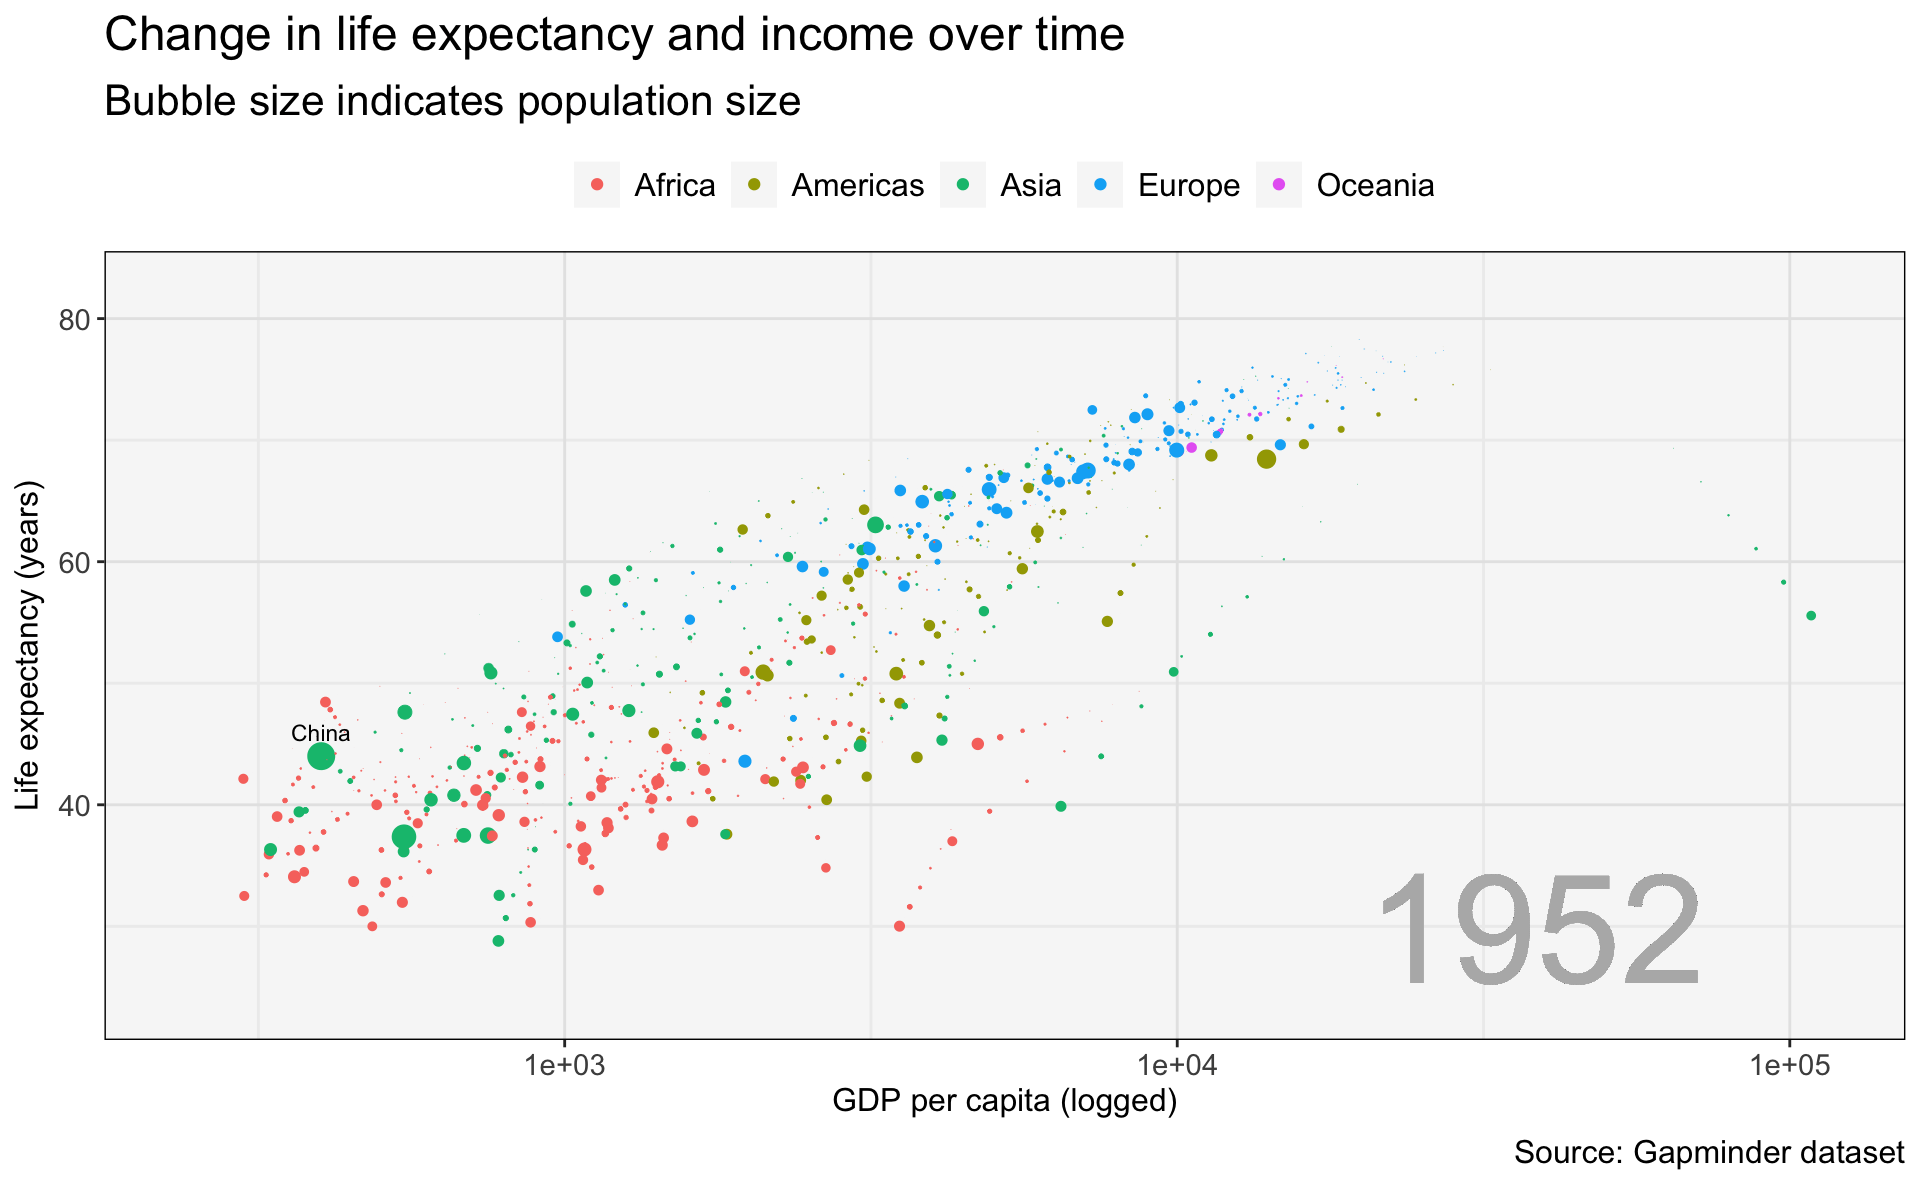 Change in life expectancy and income over time
Bubble size indicates population size
Africa Americas Asia Europe Oceania
80
60
40
Life expectancy (years)
China
1952
1e+03 1e+04 1e+05
GDP per capita (logged)
Source: Gapminder dataset